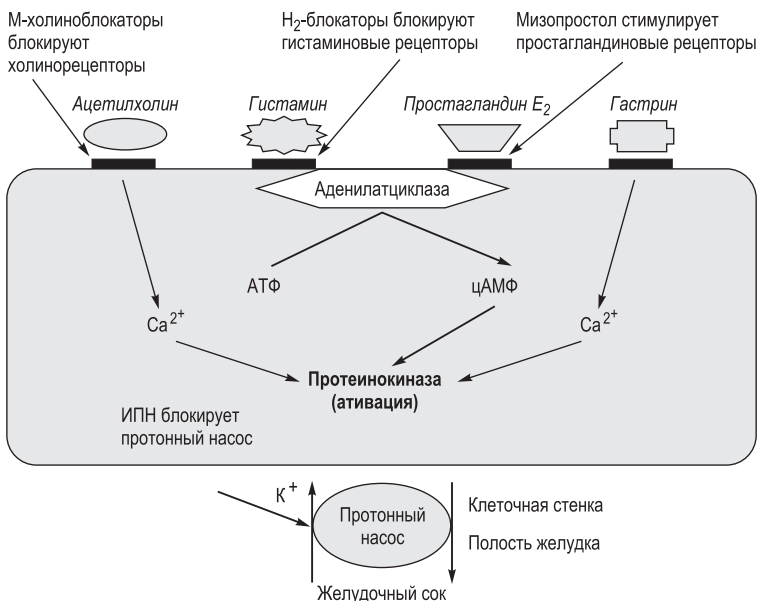 М-холиноблокаторы
блокируют
холинорецепторы
H2-блокаторы блокируют
гистаминовые рецепторы
Мизопростол стимулирует
простагландиновые рецепторы
Ацетилхолин
Гистамин
Простагландин E2
Гастрин
Аденилатциклаза
АТФ
цАМФ
Ca2+
Ca2+
Протеинокиназа
(ативация)
ИПН блокирует
протонный насос
К+
Протонный
насос
Клеточная стенка
Полость желудка
Желудочный сок